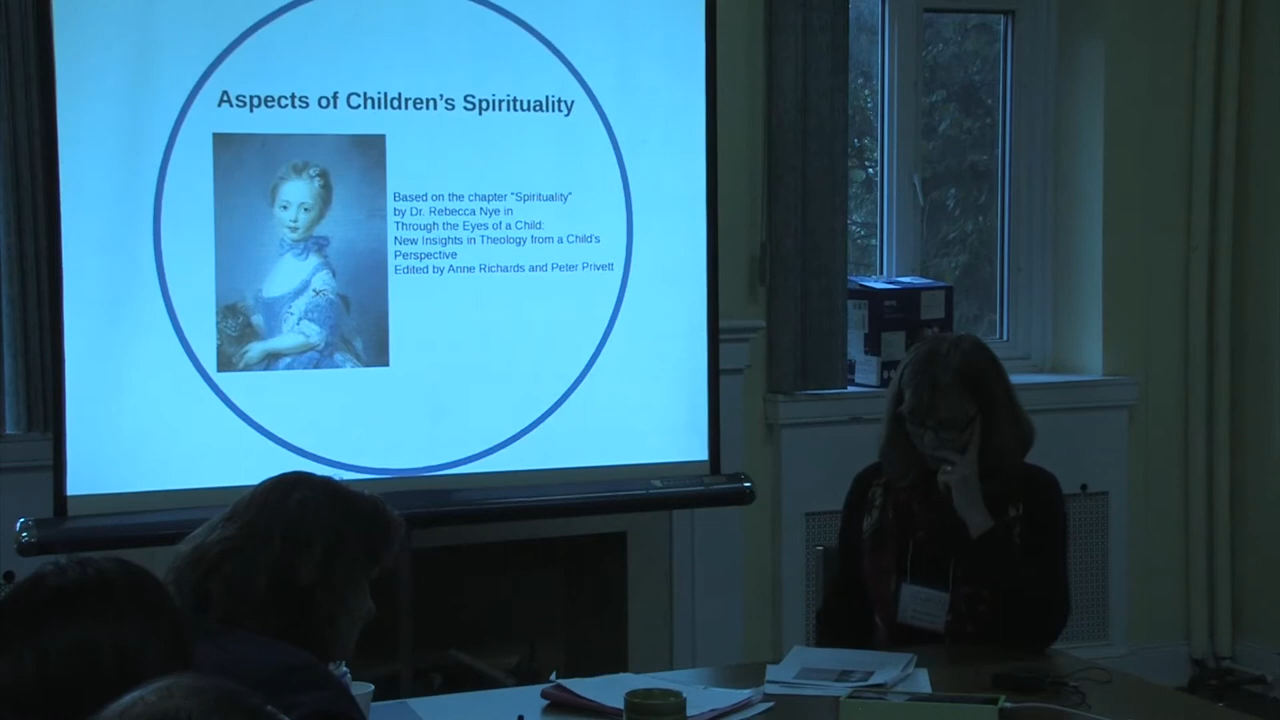 Aspects of Children’s Spirituality
Based on the chapter "Spirituality"
by Dr. Rebecca Nye in
Through the Eyes of a Child:
New Insights in Theology from a Child's
Perspective
Edited by Anne Richards and Peter Privett